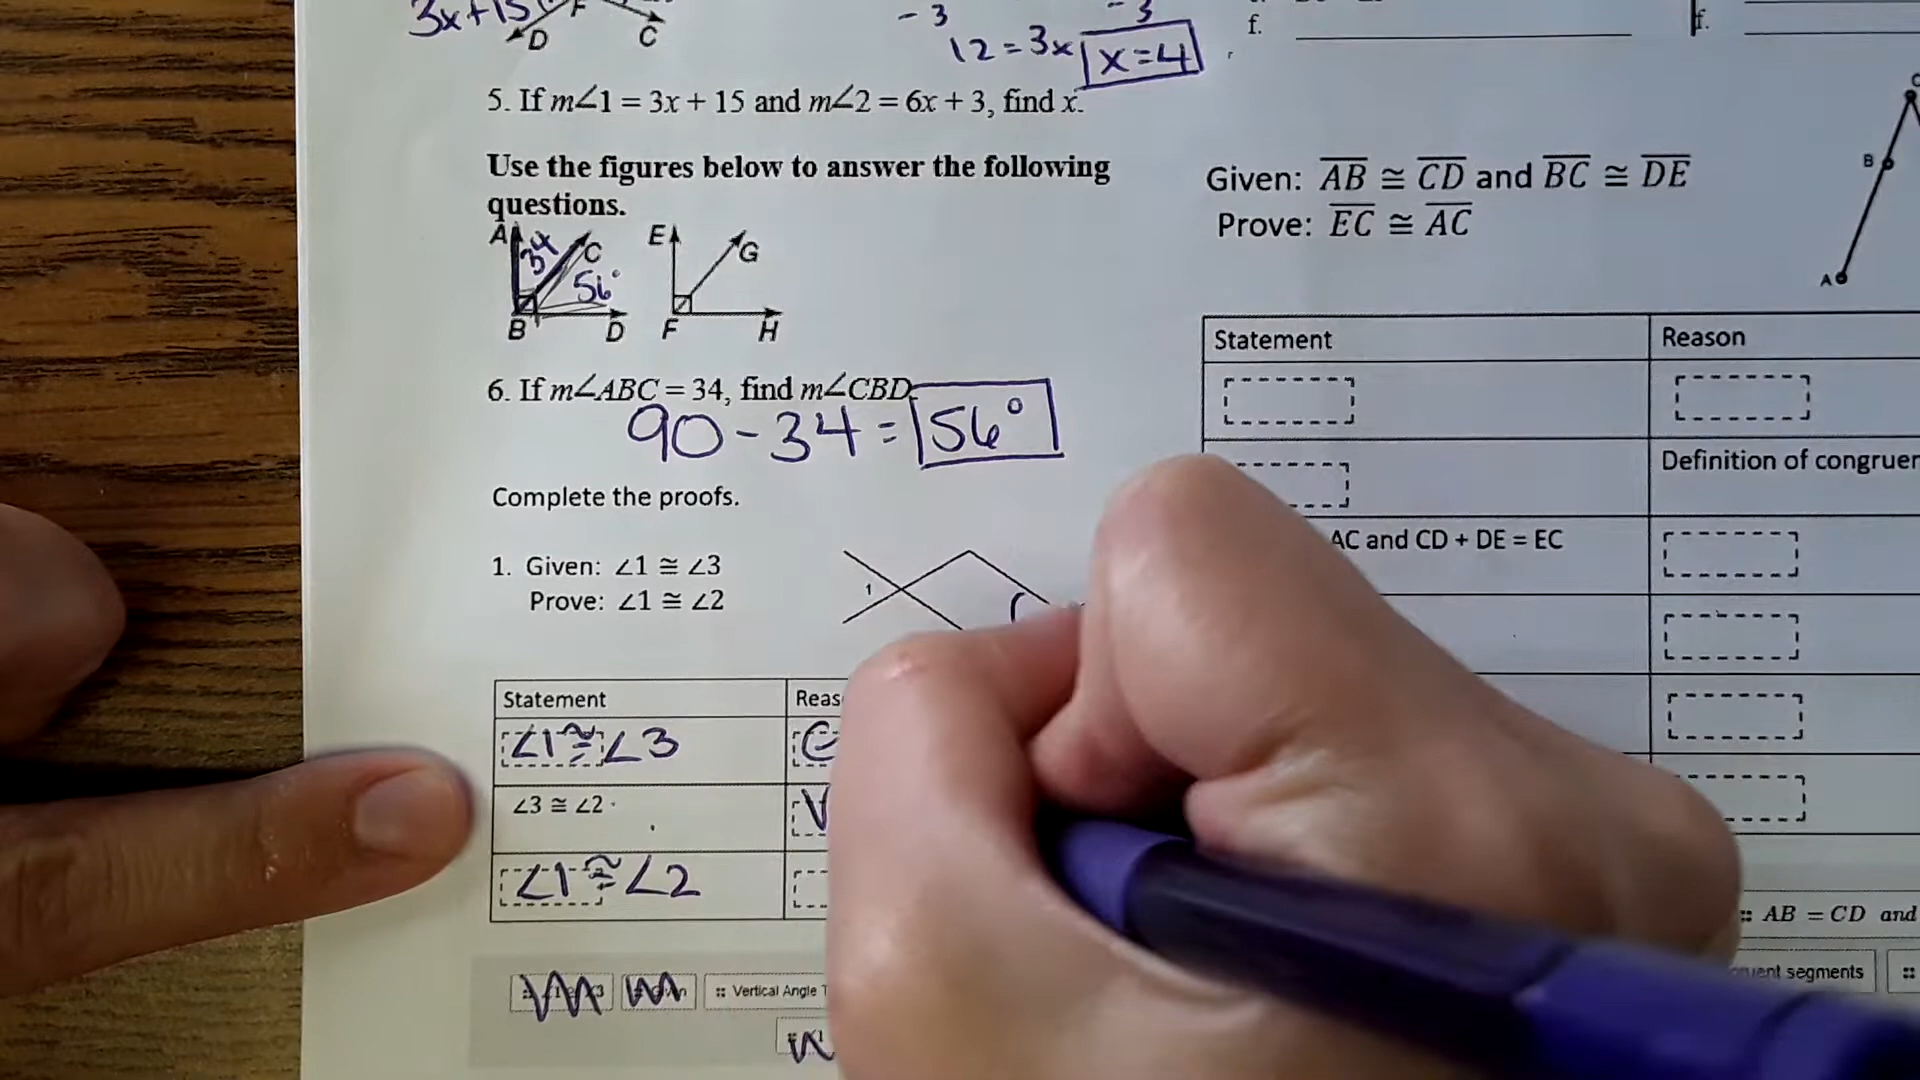 3x+15
F
D
C
-3
-3
12=3x
x=4
5. If m∠1 = 3x + 15 and m∠2 = 6x + 3, find x.
Use the figures below to answer the following
questions.
A
34
C
56°
B
D
E
G
F
H
6. If m∠ABC = 34, find m∠CBD.
90 - 34 = 56°
Complete the proofs.
1. Given: ∠1 ≅ ∠3
Prove: ∠1 ≅ ∠2
1
Statement
∠1 ≅ ∠3
∠3 ≅ ∠2
∠1 ≅ ∠2
:: Vertical Angle
f.
f.
Given: AB ≅ CD and BC ≅ DE
Prove: EC ≅ AC
B
A
Statement Reason
Definition of
AC and CD + DE = EC
:: AB = CD and
segments
::